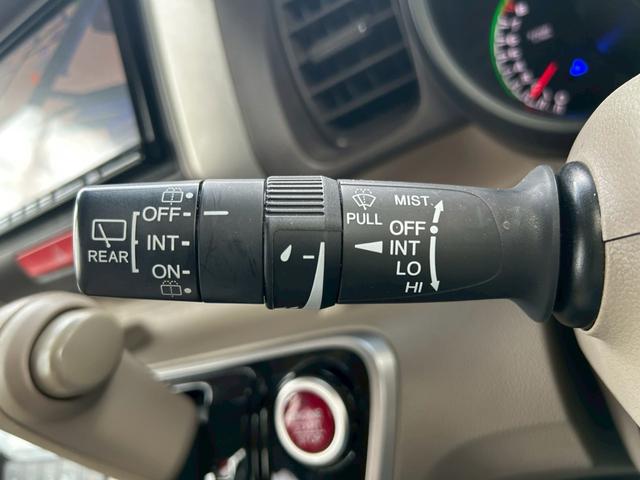 OFF
INT
ON
REAR
PULL
MIST
OFF
INT
LO
HI